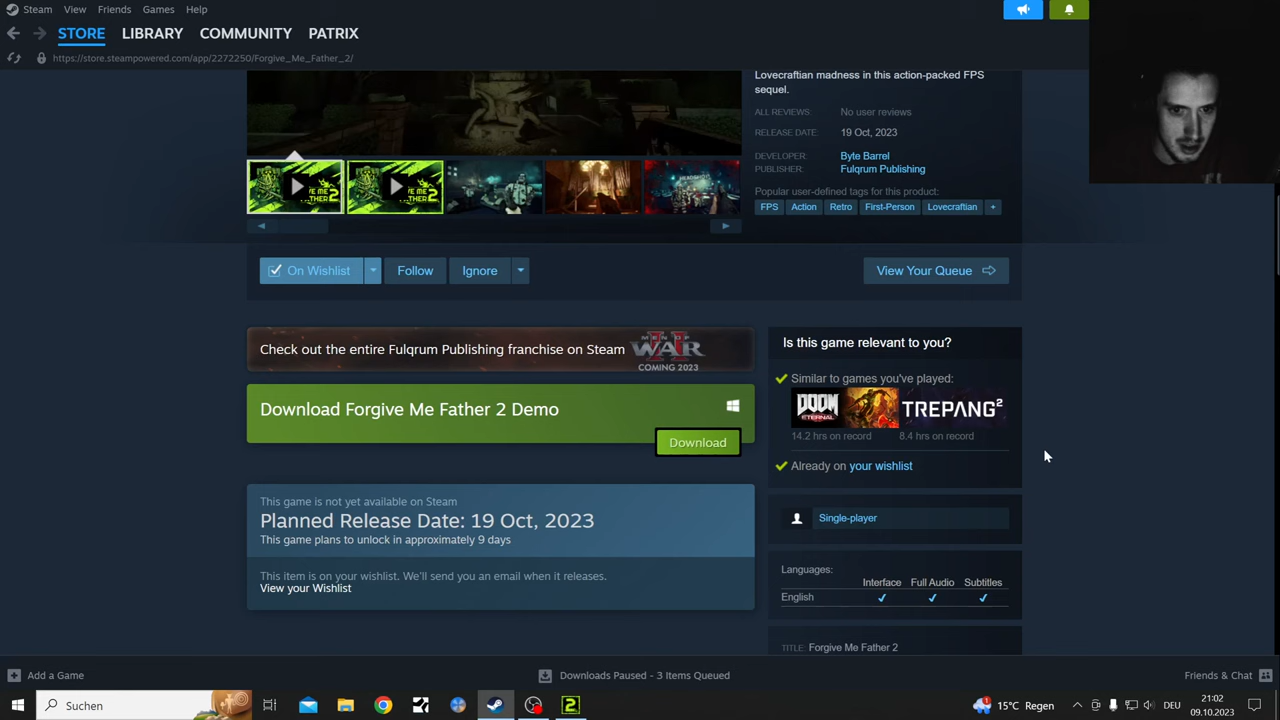 Steam View Friends Games Help
STORE LIBRARY COMMUNITY PATRIX
https://store.steampowered.com/app/2272250/Forgive_Me_Father_2/
Lovecraftian madness in this action-packed FPS
sequel.
ALL REVIEWS: No user reviews
RELEASE DATE: 19 Oct, 2023
DEVELOPER: Byte Barrel
PUBLISHER: Fulqrum Publishing
Popular user-defined tags for this product:
FPS Action Retro First-Person Lovecraftian +
On Wishlist Follow Ignore View Your Queue
Check out the entire Fulqrum Publishing franchise on Steam
MEN OF
WAR
II
COMING 2023
Download Forgive Me Father 2 Demo
Download
This game is not yet available on Steam
Planned Release Date: 19 Oct, 2023
This game plans to unlock in approximately 9 days
This item is on your wishlist. We'll send you an email when it releases.
View your Wishlist
Is this game relevant to you?
Similar to games you've played:
DOOM
ETERNAL
TREPANG²
14.2 hrs on record 8.4 hrs on record
Already on your wishlist
Single-player
Languages:
Interface Full Audio Subtitles
English
TITLE: Forgive Me Father 2
Add a Game Downloads Paused - 3 Items Queued Friends & Chat
Suchen
15°C Regen
DEU
21:02
09.10.2023